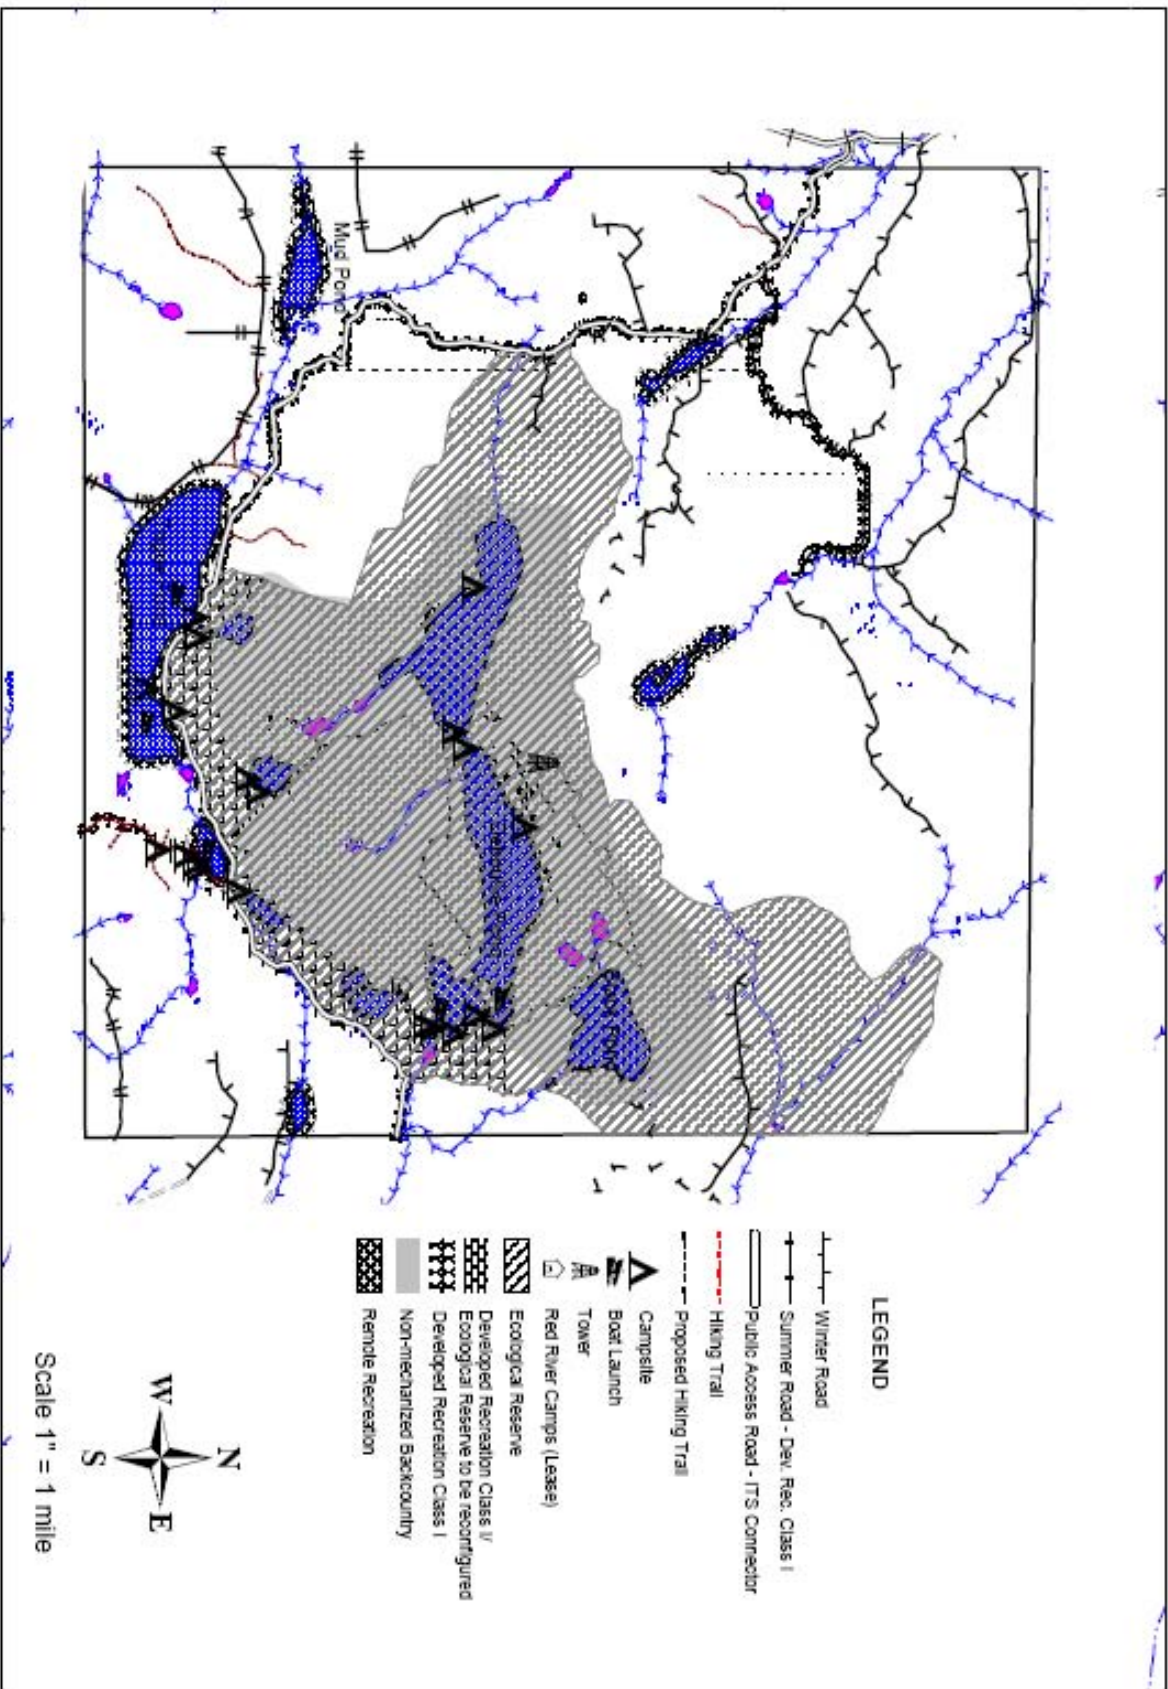 Mud Pond
LEGEND
Winter Road
Summer Road - Dev. Rec. Class I
Public Access Road - ITS Connector
Hiking Trail
Proposed Hiking Trail
Campsite
Boat Launch
Tower
Red River Camps (Lease)
Ecological Reserve
Developed Recreation Class I/
Ecological Reserve to be reconfigured
Developed Recreation Class I
Non-mechanized Backcountry
Remote Recreation
N
W
E
S
Scale 1" = 1 mile